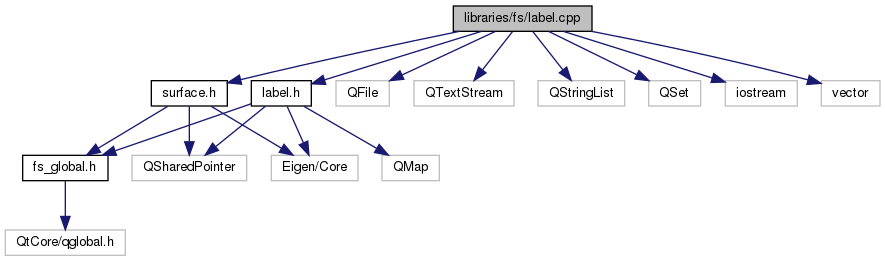 libraries/fs/label.cpp
surface.h
label.h
QFile
QTextStream
QStringList
QSet
iostream
vector
fs_global.h
QSharedPointer
Eigen/Core
QMap
QtCore/qglobal.h